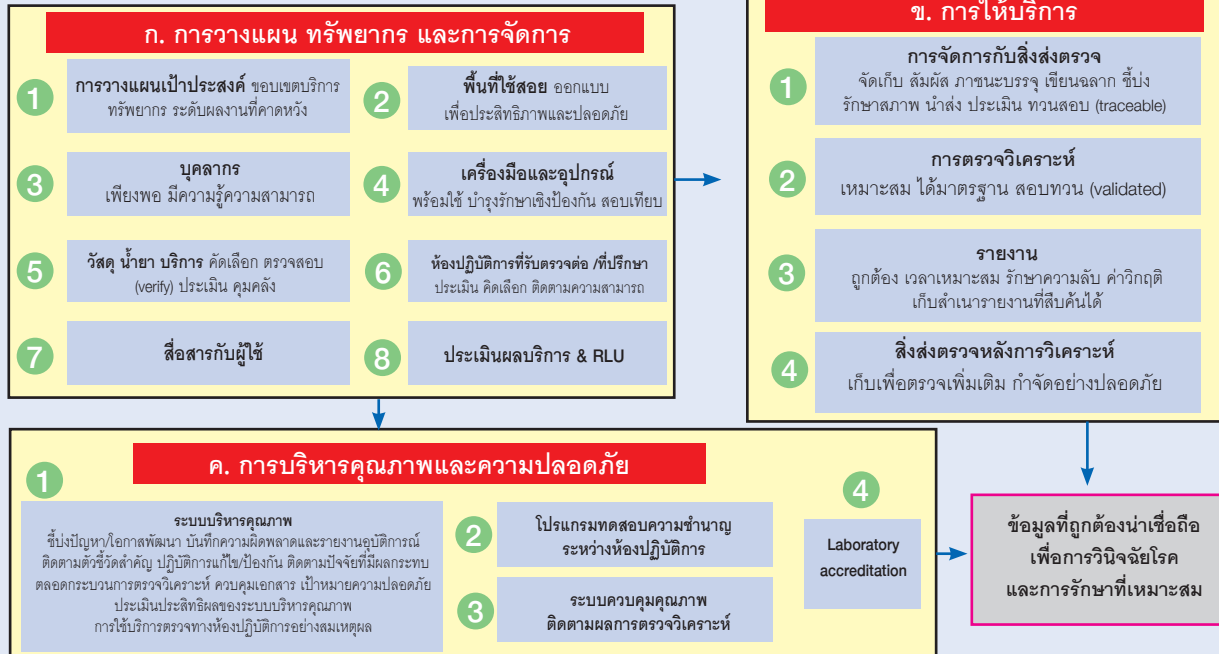 ก. การวางแผน ทรัพยากร และการจัดการ
1
การวางแผนเป้าประสงค์ ขอบเขตบริการ
ทรัพยากร ระดับผลงานที่คาดหวัง
2
พื้นที่ใช้สอย ออกแบบ
เพื่อประสิทธิภาพและปลอดภัย
3
บุคลากร
เพียงพอ มีความรู้ความสามารถ
4
เครื่องมือและอุปกรณ์
พร้อมใช้ บำรุงรักษาเชิงป้องกัน สอบเทียบ
5
วัสดุ น้ำยา บริการ คัดเลือก ตรวจสอบ
(verify) ประเมิน คุมคลัง
6
ห้องปฏิบัติการที่รับตรวจต่อ /ที่ปรึกษา
ประเมิน คิดเลือก ติดตามความสามารถ
7
สื่อสารกับผู้ใช้
8
ประเมินผลบริการ & RLU
ข. การให้บริการ
1
การจัดการกับสิ่งส่งตรวจ
จัดเก็บ สัมผัส ภาชนะบรรจุ เขียนฉลาก ชี้บ่ง
รักษาสภาพ นำส่ง ประเมิน ทวนสอบ (traceable)
2
การตรวจวิเคราะห์
เหมาะสม ได้มาตรฐาน สอบทวน (validated)
3
รายงาน
ถูกต้อง เวลาเหมาะสม รักษาความลับ ค่าวิกฤติ
เก็บสำเนารายงานที่สืบค้นได้
4
สิ่งส่งตรวจหลังการวิเคราะห์
เก็บเพื่อตรวจเพิ่มเติม กำจัดอย่างปลอดภัย
ค. การบริหารคุณภาพและความปลอดภัย
1
ระบบบริหารคุณภาพ
ชี้บ่งปัญหา/โอกาสพัฒนา บันทึกความผิดพลาดและรายงานอุบัติการณ์
ติดตามตัวชี้วัดสำคัญ ปฏิบัติการแก้ไข/ป้องกัน ติดตามปัจจัยที่มีผลกระทบ
ตลอดกระบวนการตรวจวิเคราะห์ ควบคุมเอกสาร เป้าหมายความปลอดภัย
ประเมินประสิทธิผลของระบบบริหารคุณภาพ
การใช้บริการตรวจทางห้องปฏิบัติการอย่างสมเหตุผล
2
โปรแกรมทดสอบความชำนาญ
ระหว่างห้องปฏิบัติการ
3
ระบบควบคุมคุณภาพ
ติดตามผลการตรวจวิเคราะห์
4
Laboratory
accreditation
ข้อมูลที่ถูกต้องน่าเชื่อถือ
เพื่อการวินิจฉัยโรค
และการรักษาที่เหมาะสม